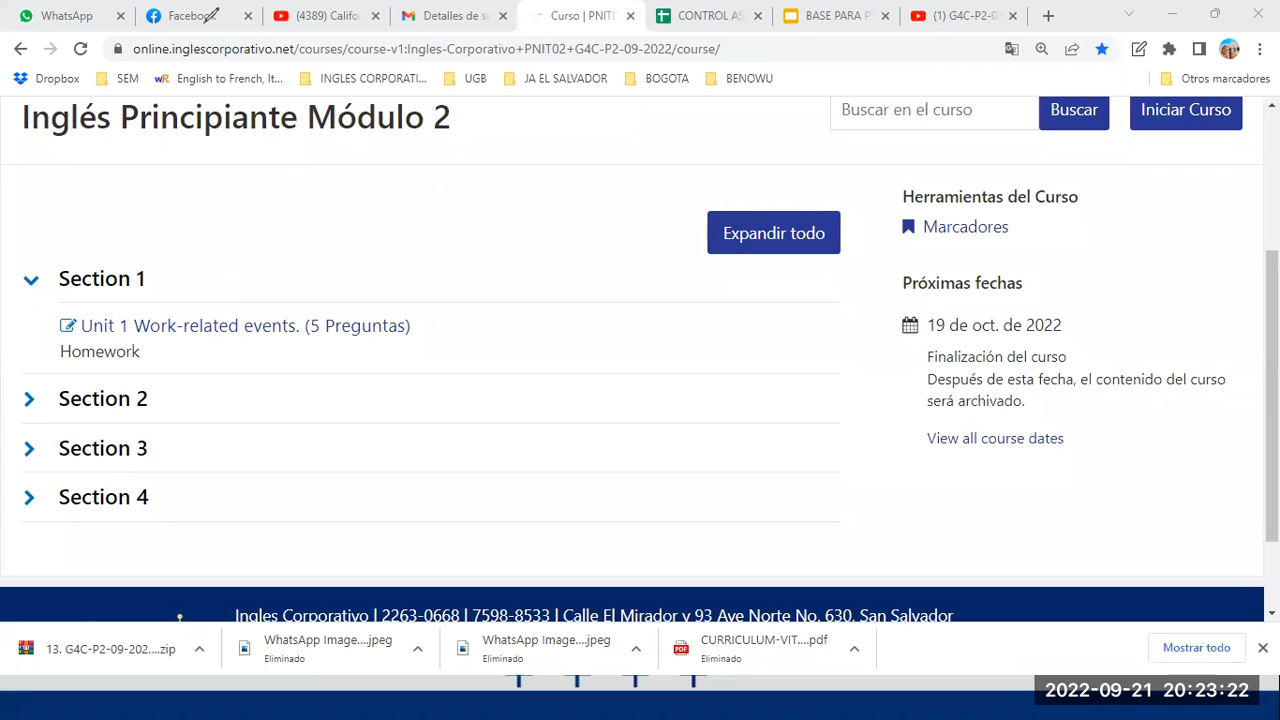 WhatsApp
Facebook
(4389) Califo
Detalles de su
Curso | PNIT0
CONTROL AS
BASE PARA P
(1) G4C-P2-0
online.inglescorporativo.net/courses/course-v1:Ingles-Corporativo+PNIT02+G4C-P2-09-2022/course/
Dropbox
SEM
English to French, It...
INGLES CORPORATI...
UGB
JA EL SALVADOR
BOGOTA
BENOWU
Otros marcadores
Inglés Principiante Módulo 2
Buscar en el curso
Buscar
Iniciar Curso
Expandir todo
Section 1
Unit 1 Work-related events. (5 Preguntas)
Homework
Section 2
Section 3
Section 4
Herramientas del Curso
Marcadores
Próximas fechas
19 de oct. de 2022
Finalización del curso
Después de esta fecha, el contenido del curso
será archivado.
View all course dates
Ingles Corporativo | 2263-0668 | 7598-8533 | Calle El Mirador y 93 Ave Norte No. 630, San Salvador
13. G4C-P2-09-202....zip
WhatsApp Image....jpeg
Eliminado
WhatsApp Image....jpeg
Eliminado
CURRICULUM-VIT....pdf
Eliminado
Mostrar todo
2022-09-21 20:23:22